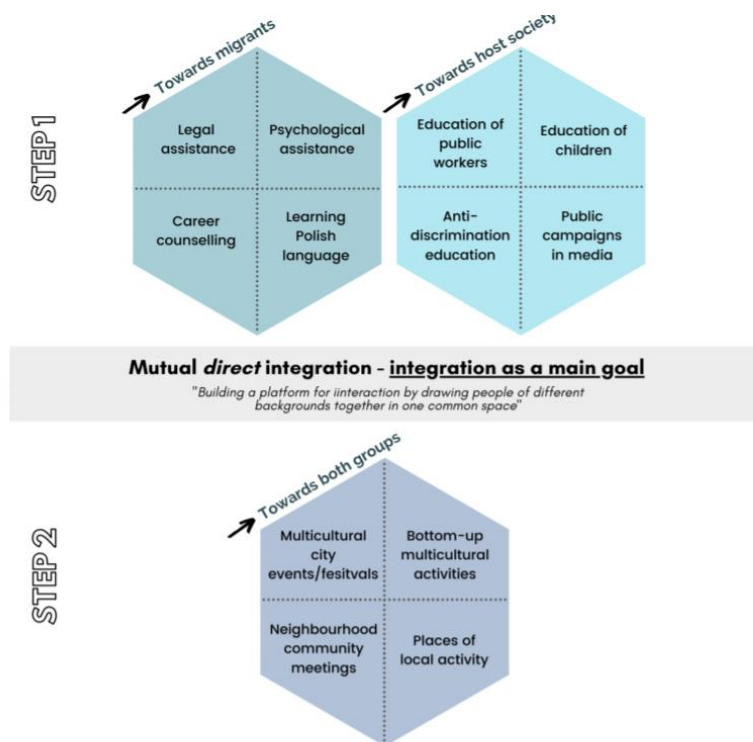 STEP 1
Towards migrants
Legal
assistance
Psychological
assistance
Career
counselling
Learning
Polish
language
Towards host society
Education of
public
workers
Education of
children
Anti-
discrimination
education
Public
campaigns
in media
Mutual direct integration - integration as a main goal
"Building a platform for iinteraction by drawing people of different
backgrounds together in one common space"
STEP 2
Towards both groups
Multicultural
city
events/fesitvals
Bottom-up
multicultural
activities
Neighbourhood
community
meetings
Places of
local activity